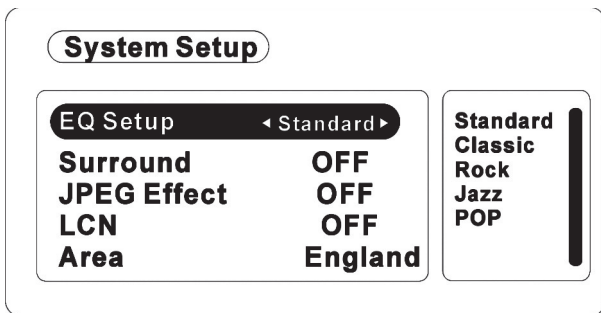 System Setup
EQ Setup ◂ Standard ▸
Surround OFF
JPEG Effect OFF
LCN OFF
Area England
Standard
Classic
Rock
Jazz
POP